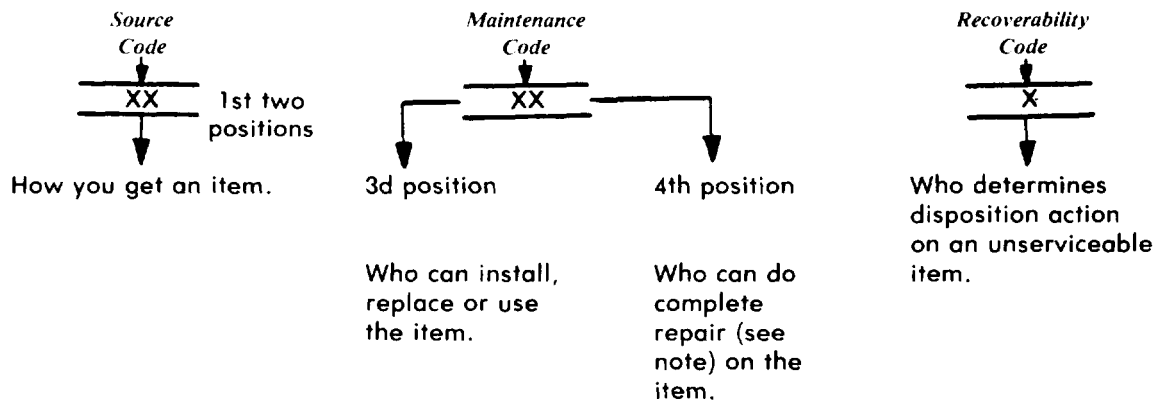 Source
Code
XX
1st two
positions
How you get an item.
Maintenance
Code
XX
3d position
Who can install,
replace or use
the item.
4th position
Who can do
complete
repair (see
note) on the
item.
Recoverability
Code
X
Who determines
disposition action
on an unserviceable
item.